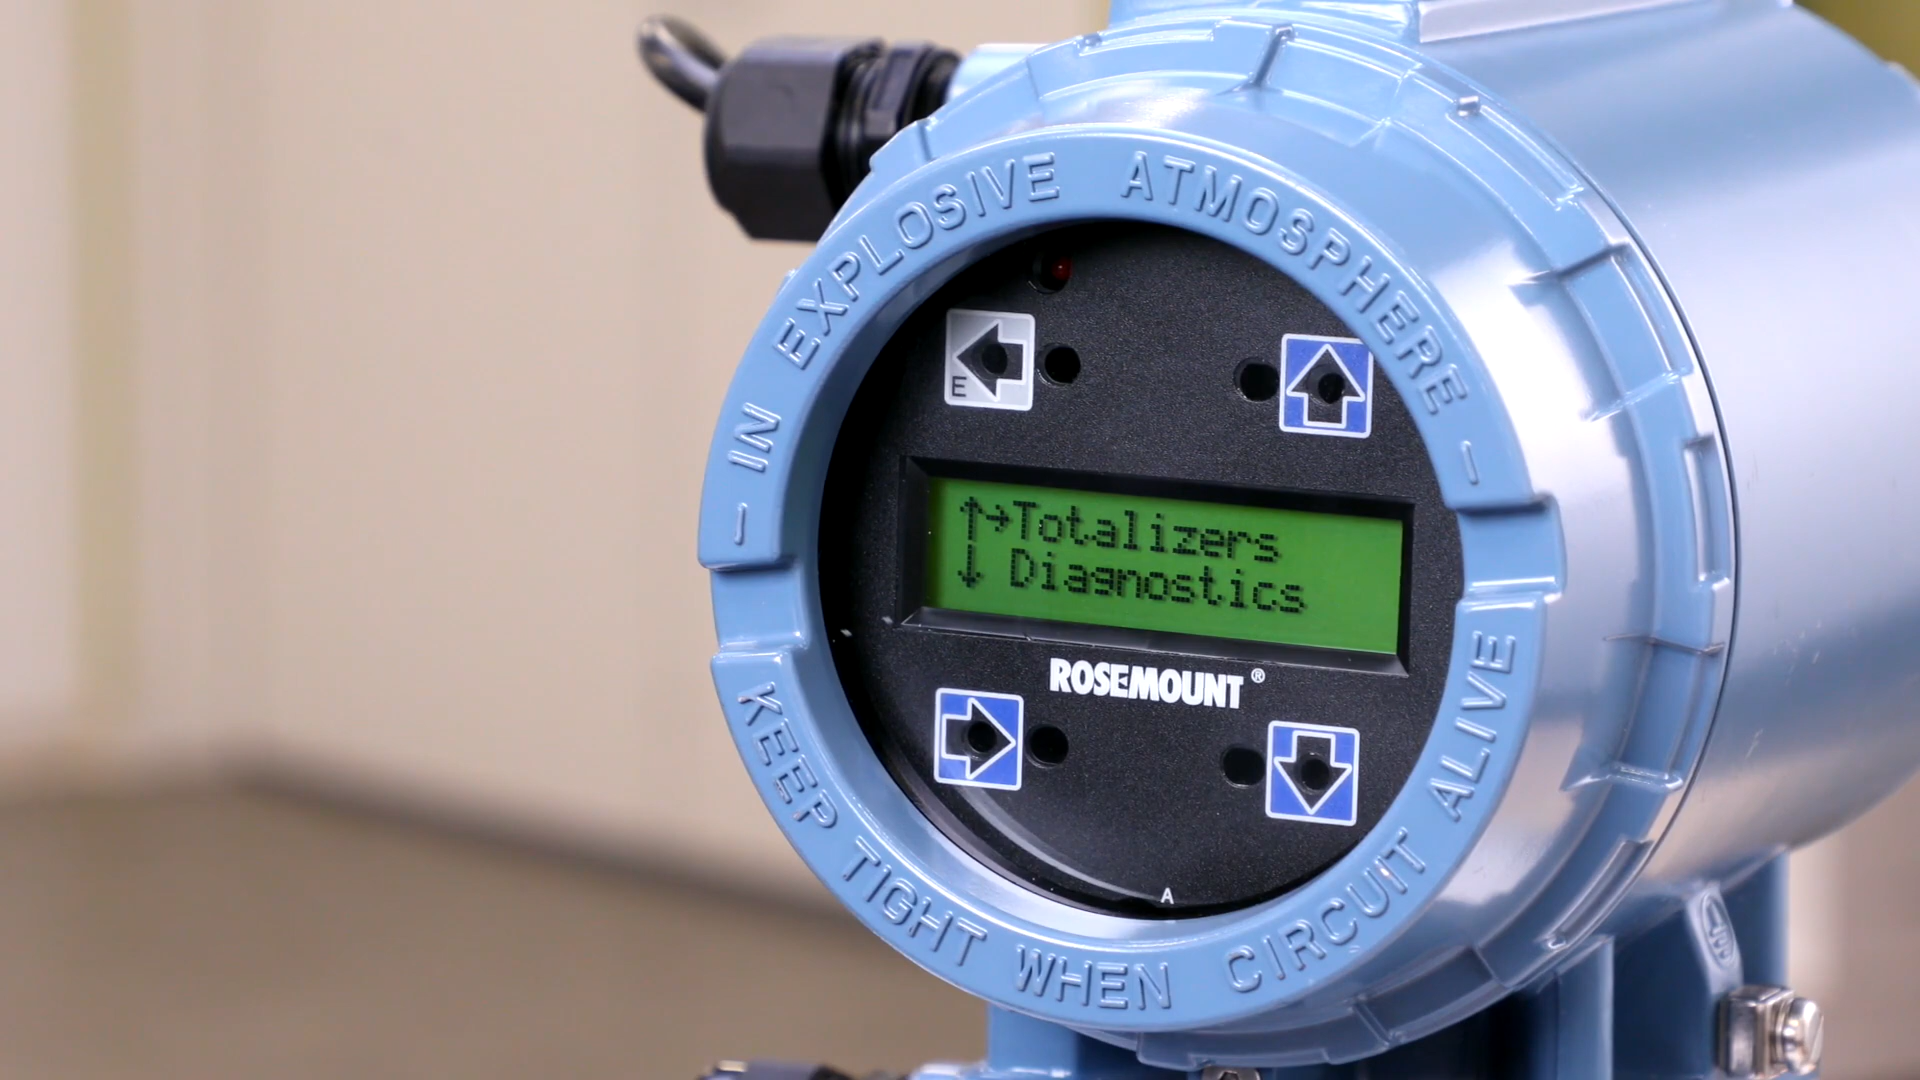 IN EXPLOSIVE ATMOSPHERE
E
↑→Totalizers
↓ Diagnostics
ROSEMOUNT®
A
KEEP TIGHT WHEN CIRCUIT ALIVE